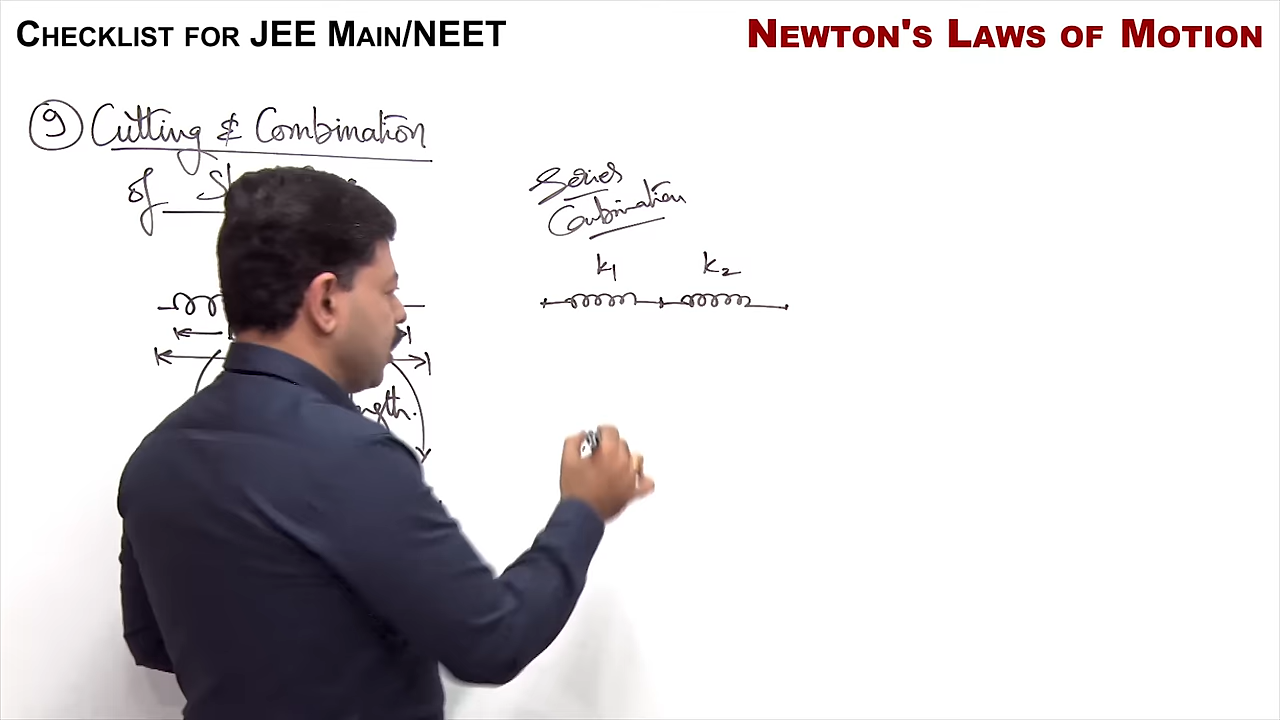 CHECKLIST FOR JEE MAIN/NEET
NEWTON'S LAWS OF MOTION
9 Cutting & Combination
of
Series
Combination
k1 k2